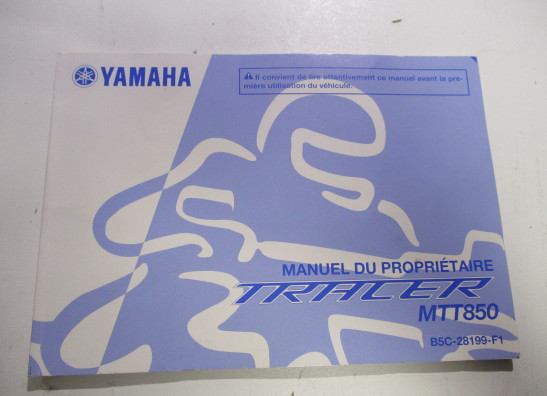 YAMAHA
⚠ Il convient de lire attentivement ce manuel avant la pre-
mière utilisation du véhicule.
MANUEL DU PROPRIÉTAIRE
TRACER
MTT850
B5C-28199-F1